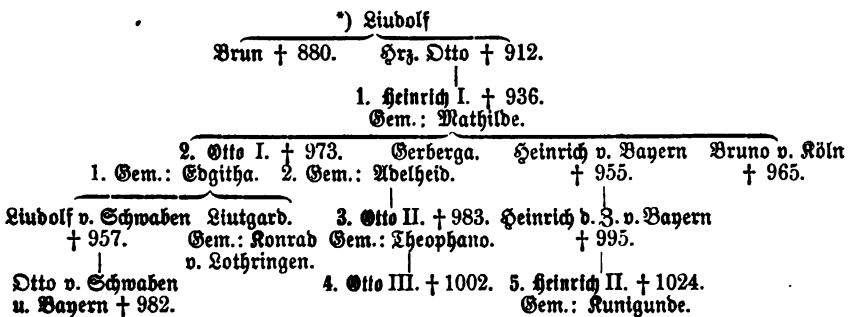 *) Liudolf
Brun † 880. Hrz. Otto † 912.
1. Heinrich I. † 936.
Gem.: Mathilde.
2. Otto I. † 973. Gerberga. Heinrich v. Bayern Bruno v. Köln
1. Gem.: Edgitha. 2. Gem.: Adelheid. † 955. † 965.
Liudolf v. Schwaben Liutgard. 3. Otto II. † 983. Heinrich d. Z. v. Bayern
† 957. Gem.: Konrad Gem.: Theophano. † 995.
v. Lothringen.
Otto v. Schwaben 4. Otto III. † 1002. 5. Heinrich II. † 1024.
u. Bayern † 982. Gem.: Kunigunde.